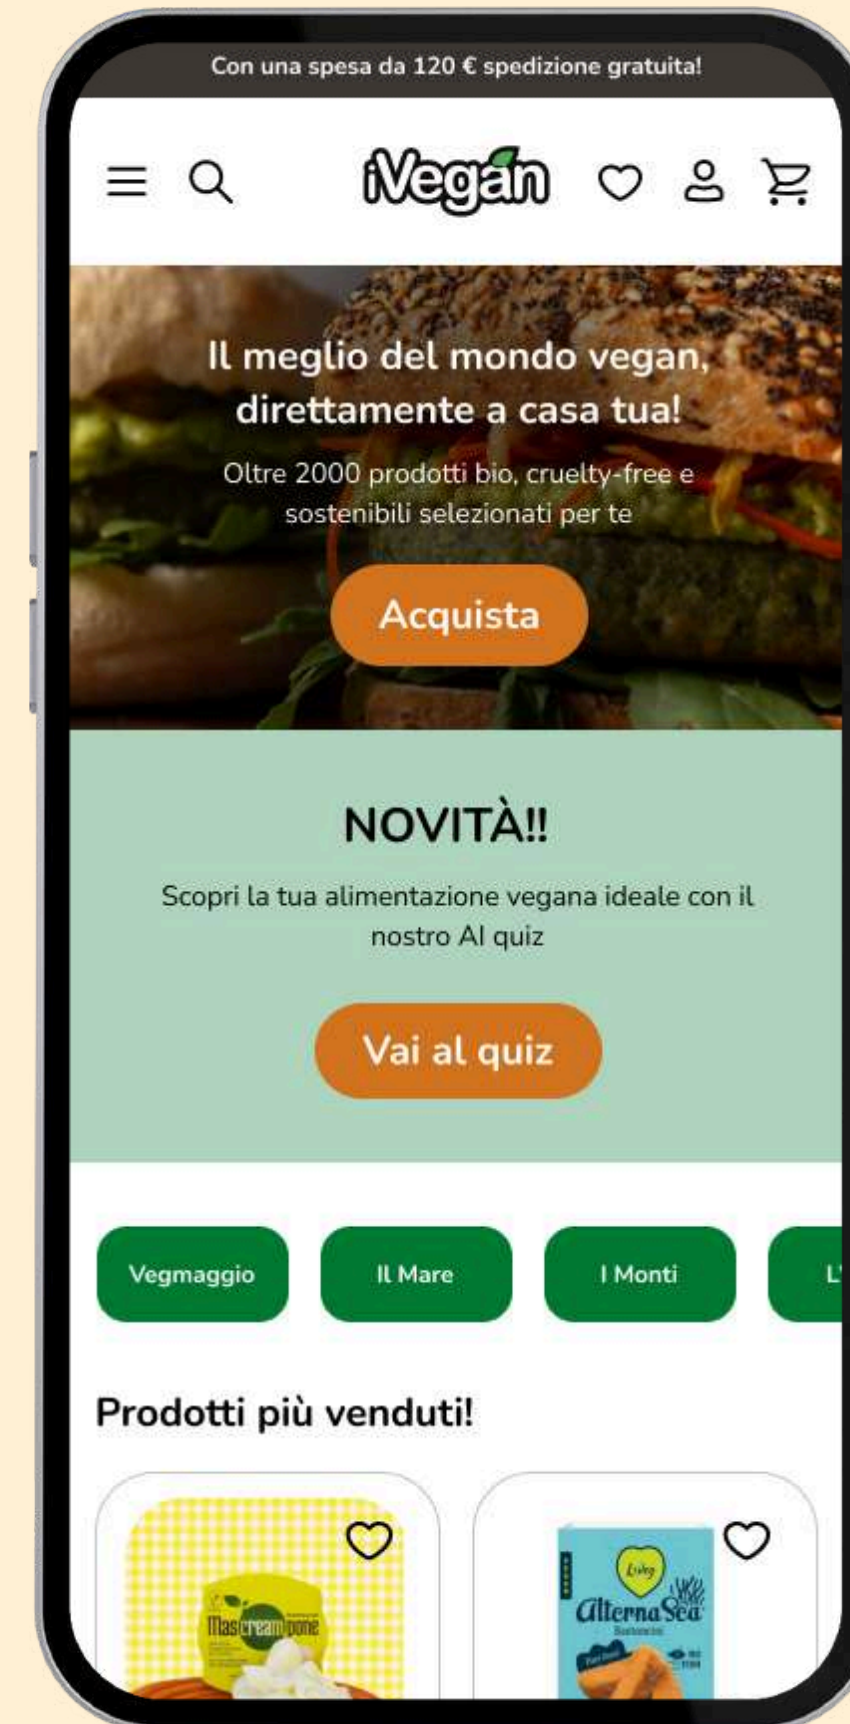 Con una spesa da 120 € spedizione gratuita!
iVegan
Il meglio del mondo vegan,
direttamente a casa tua!
Oltre 2000 prodotti bio, cruelty-free e
sostenibili selezionati per te
Acquista
NOVITÀ!!
Scopri la tua alimentazione vegana ideale con il
nostro AI quiz
Vai al quiz
Vegmaggio
Il Mare
I Monti
L'
Prodotti più venduti!
Mascreampone
AlternaSea
Bastoncini